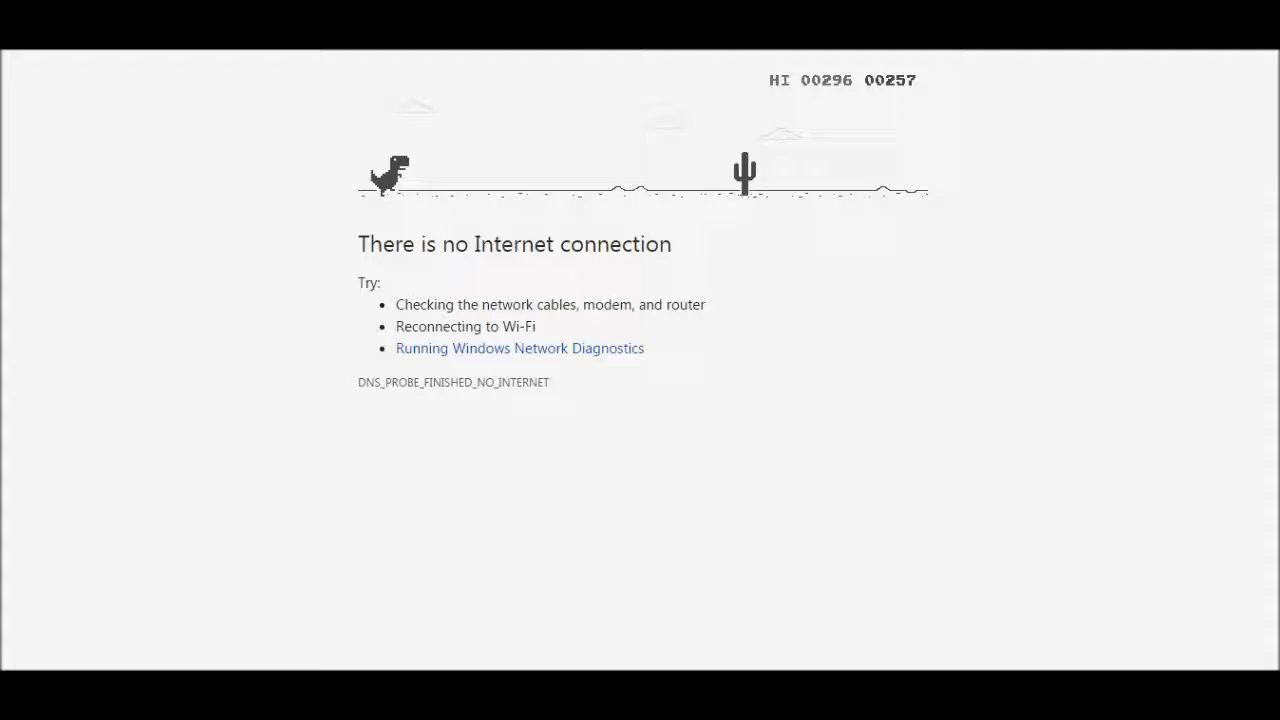 HI 00296 00257
There is no Internet connection
Try:
Checking the network cables, modem, and router
Reconnecting to Wi-Fi
Running Windows Network Diagnostics
DNS_PROBE_FINISHED_NO_INTERNET